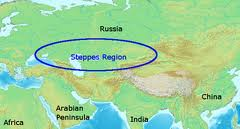 Russia
Steppes Region
China
Arabian
Peninsula
India
Africa